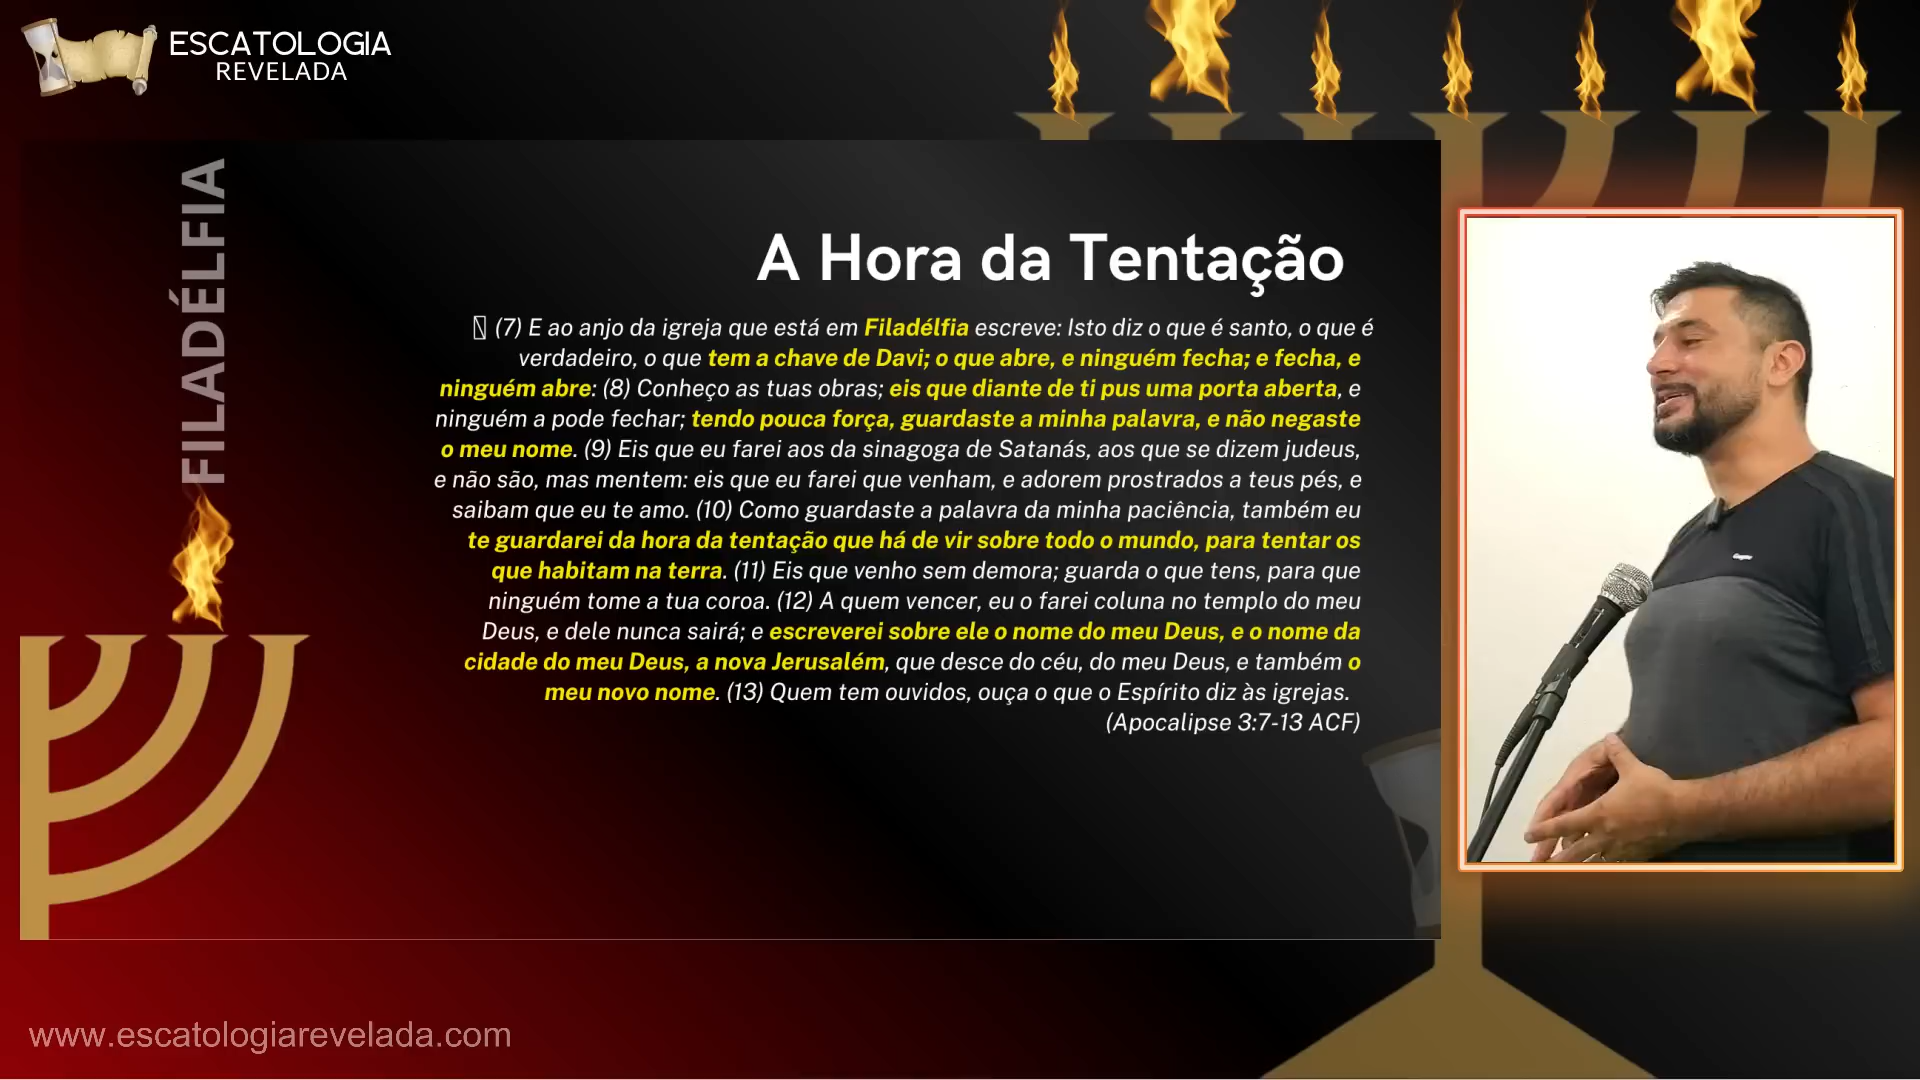 ESCATOLOGIA
REVELADA
FILADÉLFIA
A Hora da Tentação
(7) E ao anjo da igreja que está em Filadélfia escreve: Isto diz o que é santo, o que é
verdadeiro, o que tem a chave de Davi; o que abre, e ninguém fecha; e fecha, e
ninguém abre: (8) Conheço as tuas obras; eis que diante de ti pus uma porta aberta, e
ninguém a pode fechar; tendo pouca força, guardaste a minha palavra, e não negaste
o meu nome. (9) Eis que eu farei aos da sinagoga de Satanás, aos que se dizem judeus,
e não são, mas mentem: eis que eu farei que venham, e adorem prostrados a teus pés, e
saibam que eu te amo. (10) Como guardaste a palavra da minha paciência, também eu
te guardarei da hora da tentação que há de vir sobre todo o mundo, para tentar os
que habitam na terra. (11) Eis que venho sem demora; guarda o que tens, para que
ninguém tome a tua coroa. (12) A quem vencer, eu o farei coluna no templo do meu
Deus, e dele nunca sairá; e escreverei sobre ele o nome do meu Deus, e o nome da
cidade do meu Deus, a nova Jerusalém, que desce do céu, do meu Deus, e também o
meu novo nome. (13) Quem tem ouvidos, ouça o que o Espírito diz às igrejas.
(Apocalipse 3:7-13 ACF)
www.escatologiarevelada.com